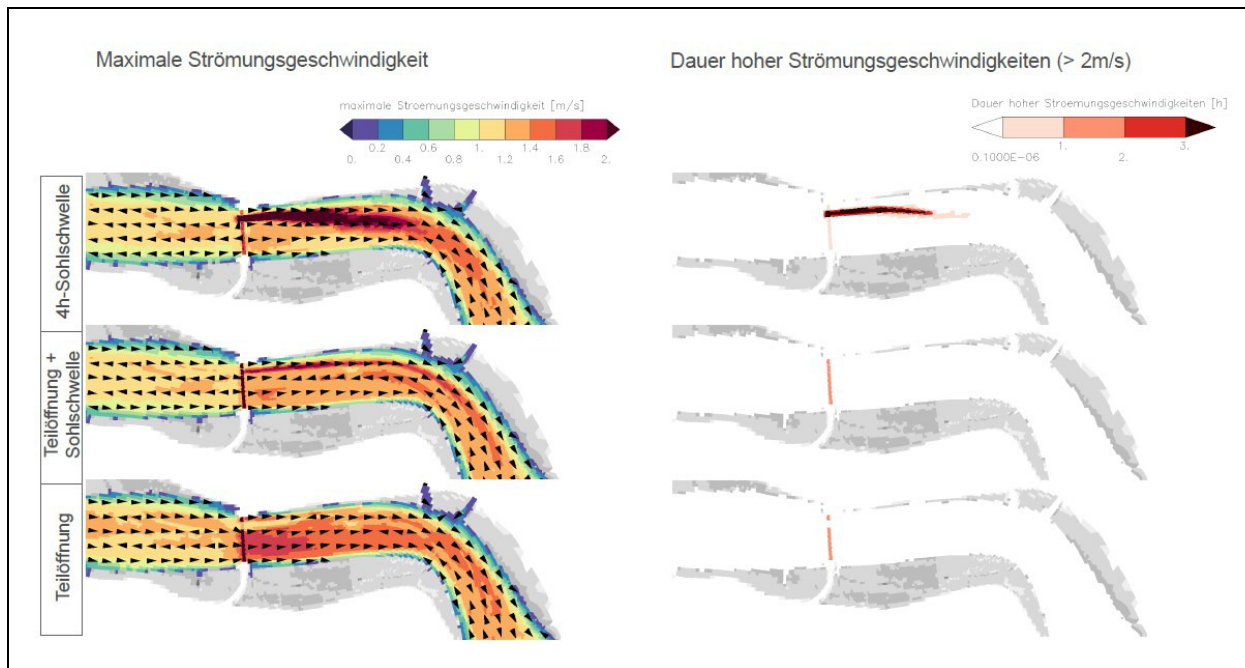 Maximale Strömungsgeschwindigkeit
Dauer hoher Strömungsgeschwindigkeiten (> 2m/s)
maximale Stroemungsgeschwindigkeit [m/s]
0.2 0.6 1. 1.4 1.8
0. 0.4 0.8 1.2 1.6 2.
Dauer hoher Stroemungsgeschwindigkeiten [h]
1. 3.
0.1000E-06 2.
4h-Sohlschwelle
Teilöffnung +
Sohlschwelle
Teilöffnung